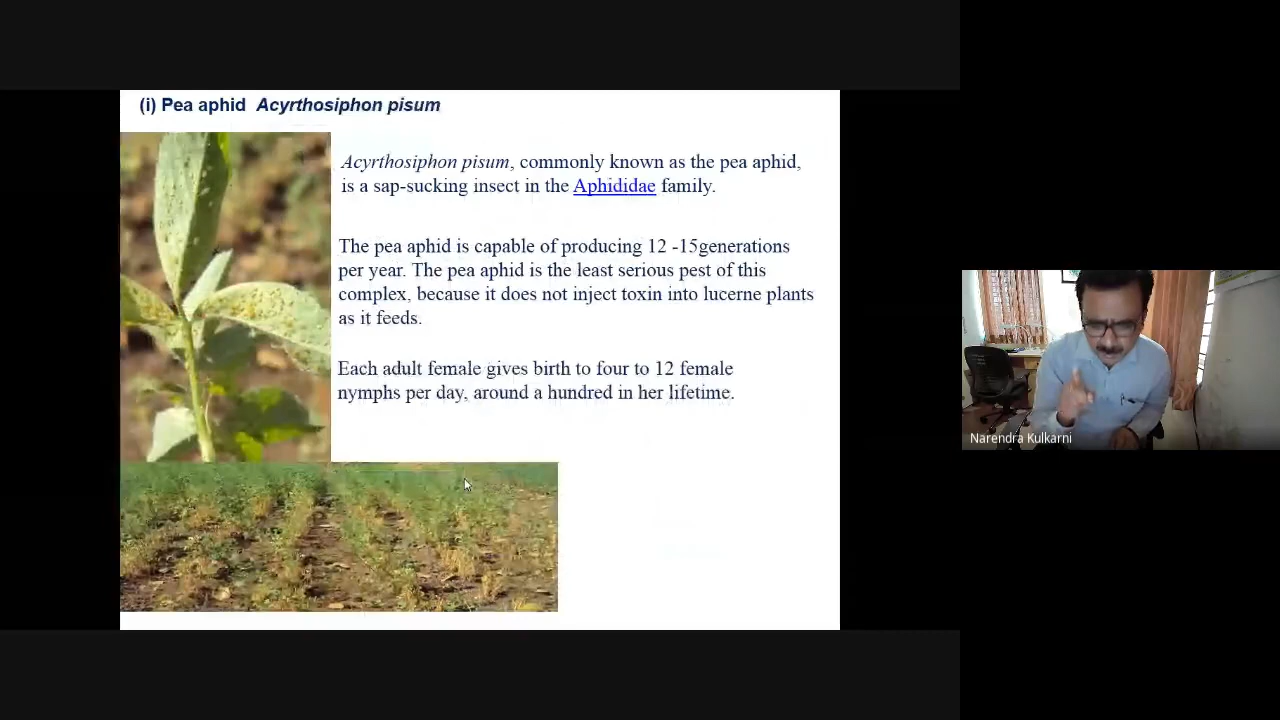 (i) Pea aphid Acyrthosiphon pisum
Acyrthosiphon pisum, commonly known as the pea aphid,
is a sap-sucking insect in the Aphididae family.
The pea aphid is capable of producing 12 -15generations
per year. The pea aphid is the least serious pest of this
complex, because it does not inject toxin into lucerne plants
as it feeds.
Each adult female gives birth to four to 12 female
nymphs per day, around a hundred in her lifetime.
Narendra Kulkarni